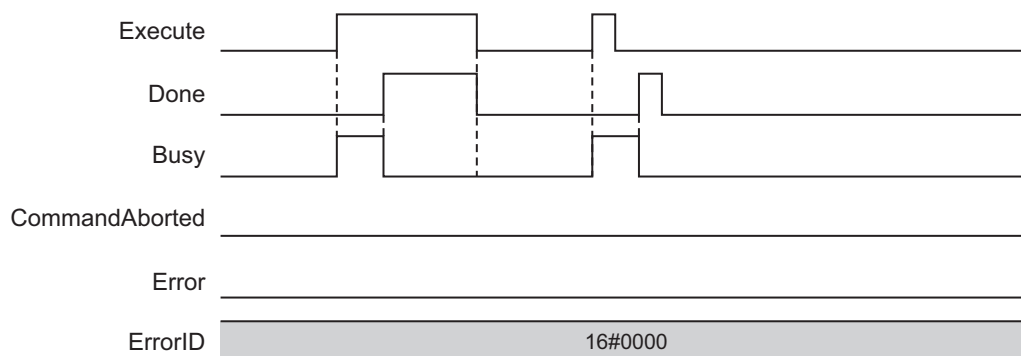 Execute
Done
Busy
CommandAborted
Error
ErrorID
16#0000